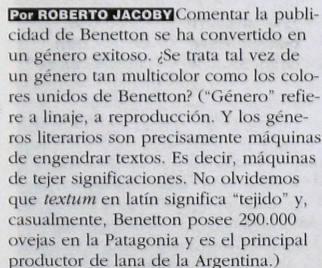 Por ROBERTO JACOBY Comentar la publi-
cidad de Benetton se ha convertido en
un género exitoso. ¿Se trata tal vez de
un género tan multicolor como los colo-
res unidos de Benetton? ("Género" refie-
re a linaje, a reproducción. Y los géne-
ros literarios son precisamente máquinas
de engendrar textos. Es decir, máquinas
de tejer significaciones. No olvidemos
que textum en latín significa "tejido" y,
casualmente, Benetton posee 290.000
ovejas en la Patagonia y es el principal
productor de lana de la Argentina.)